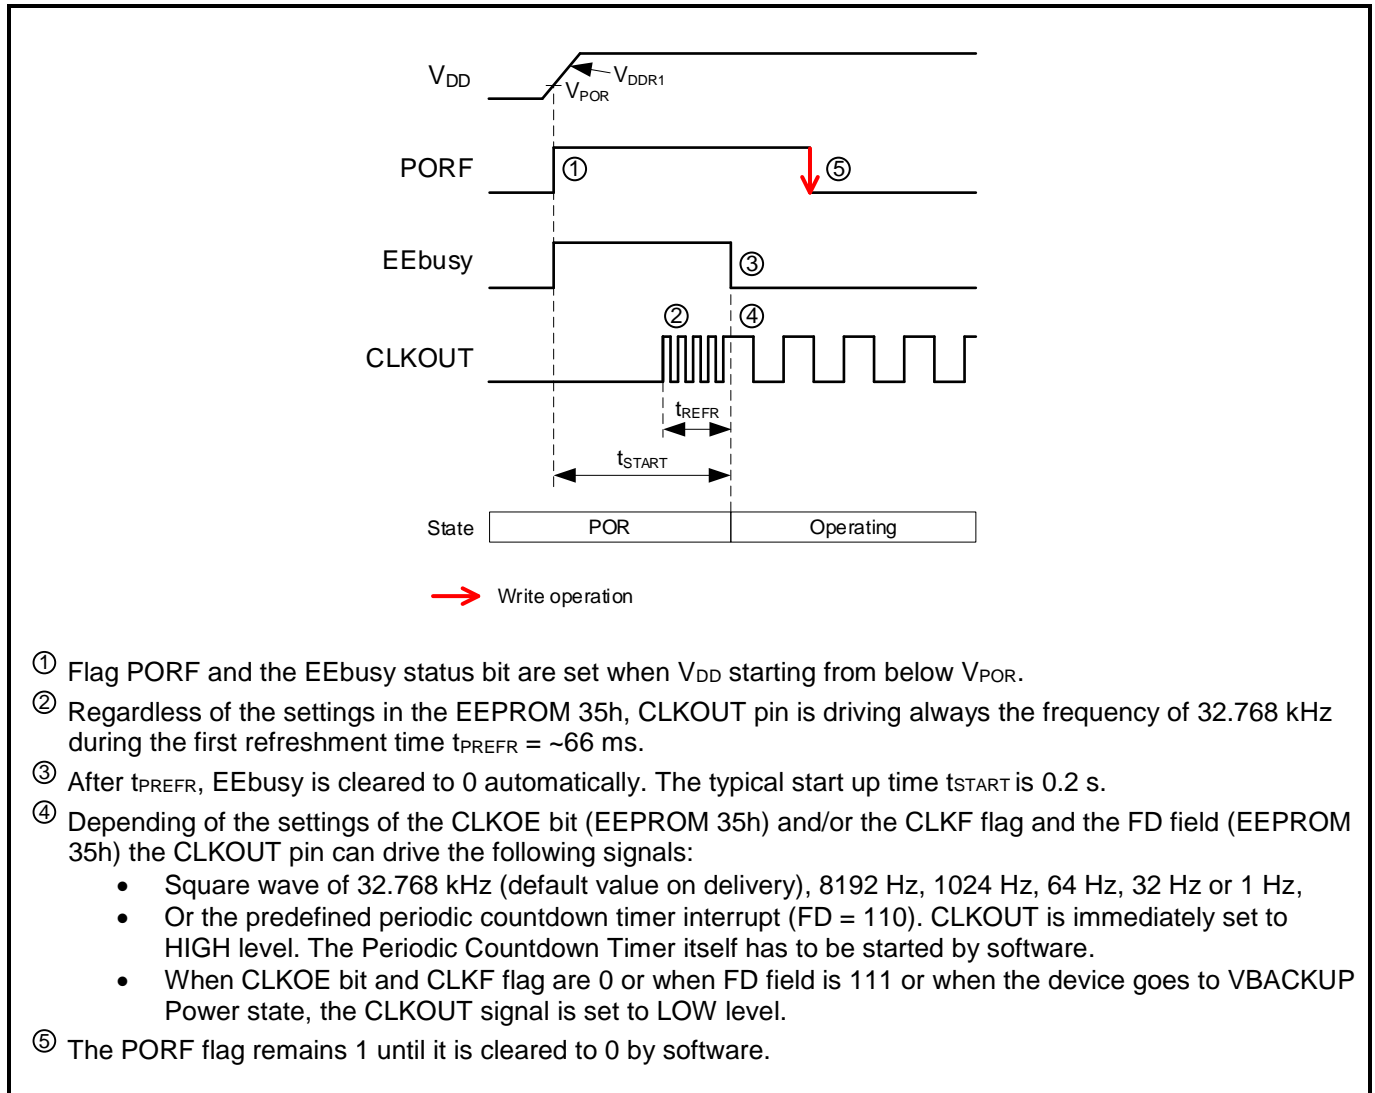 VDD
VDDR1
VPOR
PORF
①
⑤
EEbusy
③
②
④
CLKOUT
tREFR
tSTART
State
POR
Operating
Write operation
① Flag PORF and the EEbusy status bit are set when VDD starting from below VPOR.
② Regardless of the settings in the EEPROM 35h, CLKOUT pin is driving always the frequency of 32.768 kHz
during the first refreshment time tPREFR = ~66 ms.
③ After tPREFR, EEbusy is cleared to 0 automatically. The typical start up time tSTART is 0.2 s.
④ Depending of the settings of the CLKOE bit (EEPROM 35h) and/or the CLKF flag and the FD field (EEPROM
35h) the CLKOUT pin can drive the following signals:
• Square wave of 32.768 kHz (default value on delivery), 8192 Hz, 1024 Hz, 64 Hz, 32 Hz or 1 Hz,
• Or the predefined periodic countdown timer interrupt (FD = 110). CLKOUT is immediately set to
HIGH level. The Periodic Countdown Timer itself has to be started by software.
• When CLKOE bit and CLKF flag are 0 or when FD field is 111 or when the device goes to VBACKUP
Power state, the CLKOUT signal is set to LOW level.
⑤ The PORF flag remains 1 until it is cleared to 0 by software.